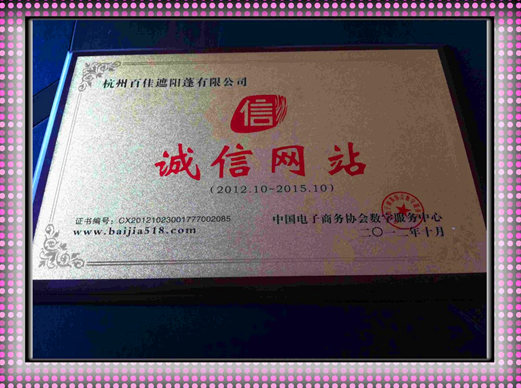 杭州百佳遮阳蓬有限公司
信
诚信网站
(2012.10-2015.10)
证书编号：CX20121023001777002085
www.baijia518.com
中国电子商务协会数字服务中心
二〇一二年十月